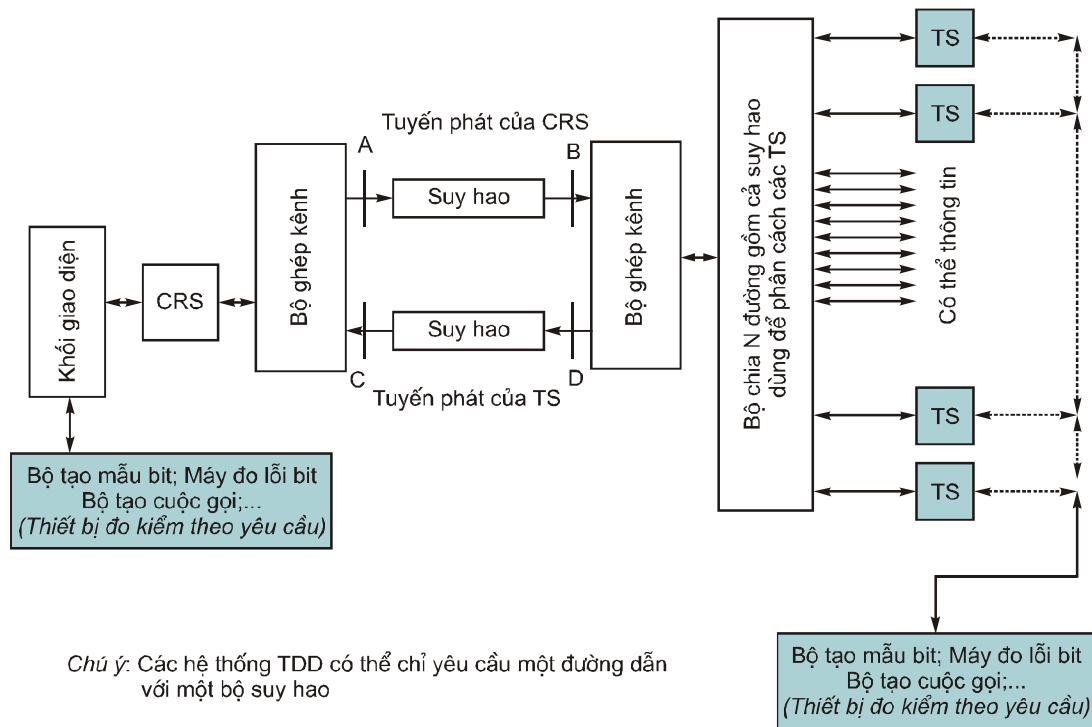 Khối giao diện
CRS
Bộ ghép kênh
Tuyến phát của CRS
A
B
Suy hao
Suy hao
C
D
Tuyến phát của TS
Bộ ghép kênh
Bộ chia N đường gồm cả suy hao
dùng để phân cách các TS
TS
TS
Có thể thông tin
TS
TS
Bộ tạo mẫu bit; Máy đo lỗi bit
Bộ tạo cuộc gọi;...
(Thiết bị đo kiểm theo yêu cầu)
Chú ý: Các hệ thống TDD có thể chỉ yêu cầu một đường dẫn
với một bộ suy hao
Bộ tạo mẫu bit; Máy đo lỗi bit
Bộ tạo cuộc gọi;...
(Thiết bị đo kiểm theo yêu cầu)